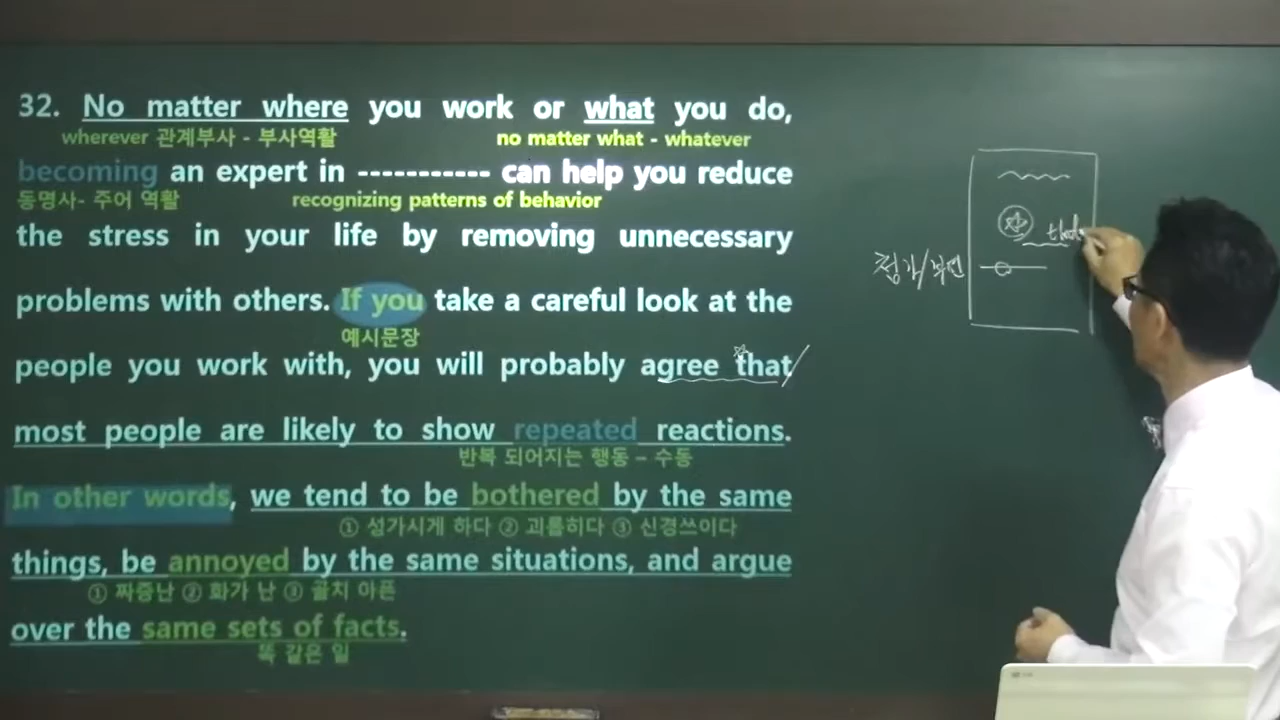 32. No matter where you work or what you do,
wherever 관계부사 - 부사역활 no matter what - whatever
becoming an expert in ------------ can help you reduce
동명사- 주어 역활 recognizing patterns of behavior
the stress in your life by removing unnecessary
problems with others. If you take a careful look at the
예시문장
people you work with, you will probably agree that/
most people are likely to show repeated reactions.
반복 되어지는 행동 – 수동
In other words, we tend to be bothered by the same
① 성가시게 하다 ② 괴롭히다 ③ 신경쓰이다
things, be annoyed by the same situations, and argue
① 짜증난 ② 화가 난 ③ 골치 아픈
over the same sets of facts.
똑 같은 일